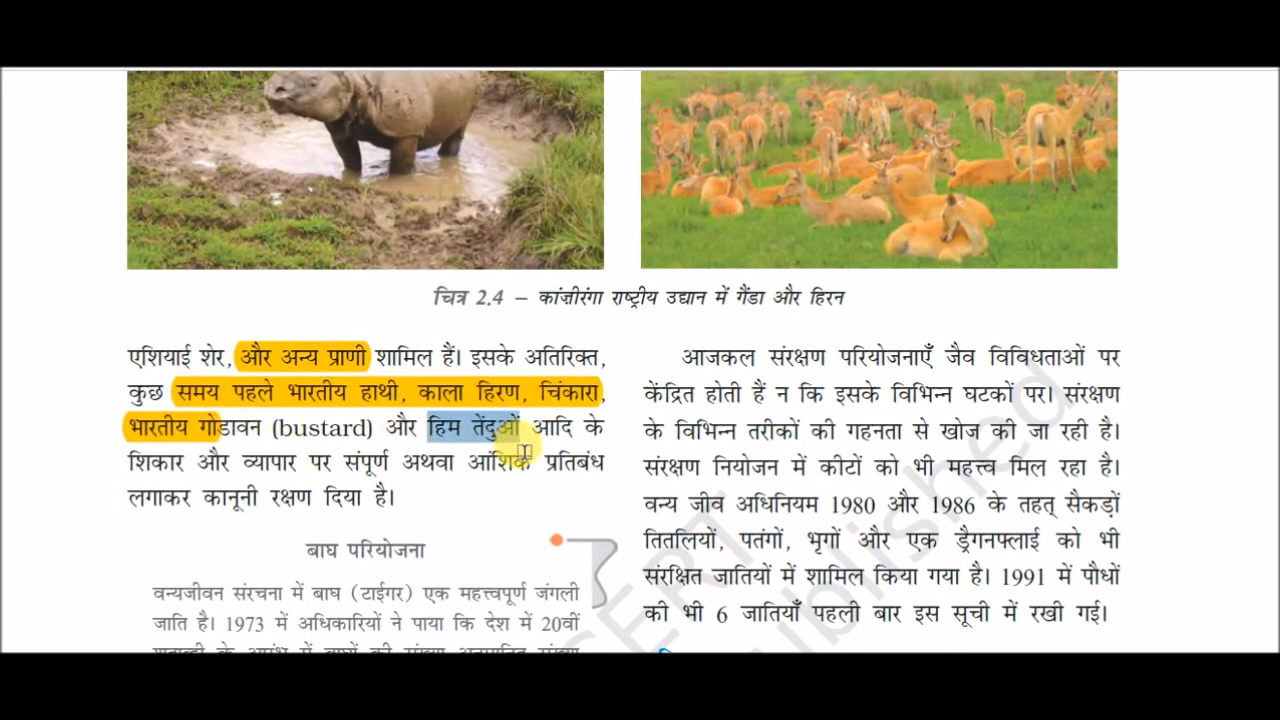 चित्र 2.4 – कांज़ीरंगा राष्ट्रीय उद्यान में गैंडा और हिरन
एशियाई शेर, और अन्य प्राणी शामिल हैं। इसके अतिरिक्त,
कुछ समय पहले भारतीय हाथी, काला हिरण, चिंकारा,
भारतीय गोडावन (bustard) और हिम तेंदुओं आदि के
शिकार और व्यापार पर संपूर्ण अथवा आंशिक प्रतिबंध
लगाकर कानूनी रक्षण दिया है।
बाघ परियोजना
वन्यजीवन संरचना में बाघ (टाईगर) एक महत्त्वपूर्ण जंगली
जाति है। 1973 में अधिकारियों ने पाया कि देश में 20वीं
आजकल संरक्षण परियोजनाएँ जैव विविधताओं पर
केंद्रित होती हैं न कि इसके विभिन्न घटकों पर। संरक्षण
के विभिन्न तरीकों की गहनता से खोज की जा रही है।
संरक्षण नियोजन में कीटों को भी महत्त्व मिल रहा है।
वन्य जीव अधिनियम 1980 और 1986 के तहत् सैकड़ों
तितलियों, पतंगों, भृगों और एक ड्रैगनफ्लाई को भी
संरक्षित जातियों में शामिल किया गया है। 1991 में पौधों
की भी 6 जातियाँ पहली बार इस सूची में रखी गई।